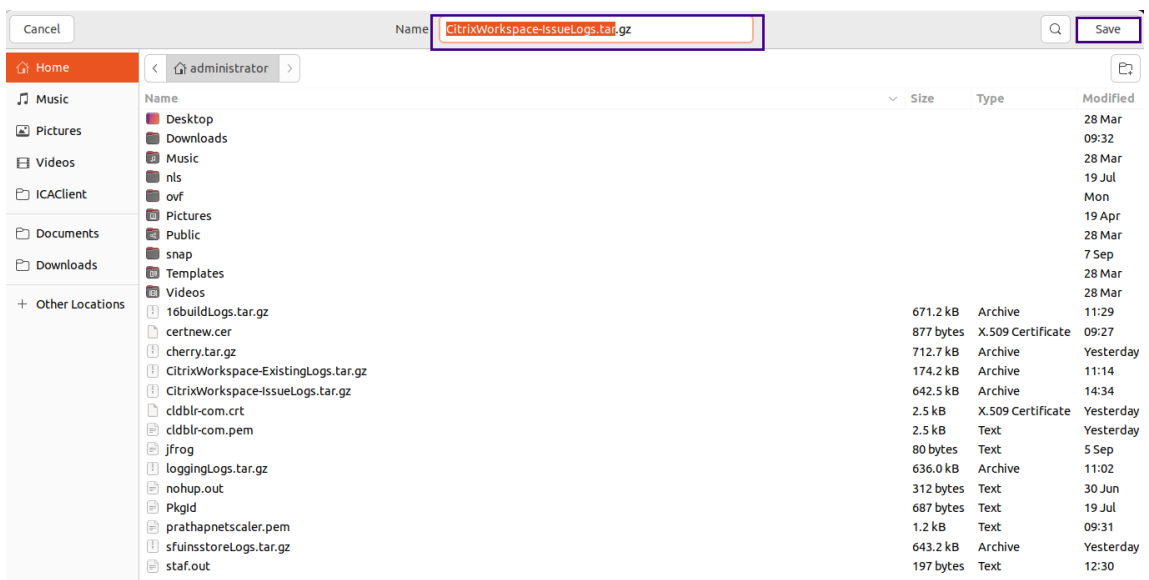 Cancel Name CitrixWorkspace-IssueLogs.tar.gz Save
Home administrator
Music Name Size Type Modified
Desktop 28 Mar
Pictures Downloads 09:32
Music 28 Mar
Videos nls 19 Jul
ICAClient ovf Mon
Pictures 19 Apr
Documents Public 28 Mar
snap 7 Sep
Downloads Templates 28 Mar
Videos 28 Mar
+ Other Locations 16buildLogs.tar.gz 671.2 kB Archive 11:29
certnew.cer 877 bytes X.509 Certificate 09:27
cherry.tar.gz 712.7 kB Archive Yesterday
CitrixWorkspace-ExistingLogs.tar.gz 174.2 kB Archive 11:14
CitrixWorkspace-IssueLogs.tar.gz 642.5 kB Archive 14:34
cldblr-com.crt 2.5 kB X.509 Certificate Yesterday
cldblr-com.pem 2.5 kB Text Yesterday
jfrog 80 bytes Text 5 Sep
loggingLogs.tar.gz 636.0 kB Archive 11:02
nohup.out 312 bytes Text 30 Jun
PkgId 687 bytes Text 19 Jul
prathapnetscaler.pem 1.2 kB Text 09:31
sfuinsstoreLogs.tar.gz 643.2 kB Archive Yesterday
staf.out 197 bytes Text 12:30